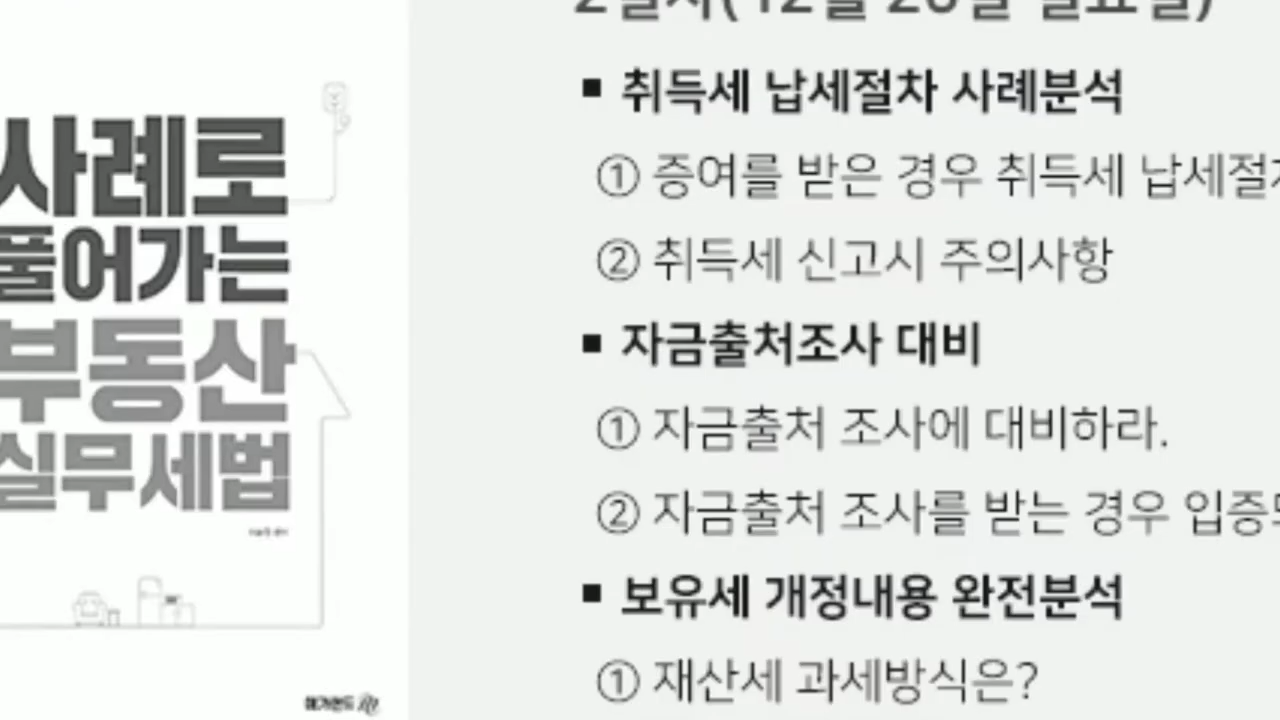 사례로
풀어가는
부동산
실무세법
메가랜드
■ 취득세 납세절차 사례분석
① 증여를 받은 경우 취득세 납세절
② 취득세 신고시 주의사항
■ 자금출처조사 대비
① 자금출처 조사에 대비하라.
② 자금출처 조사를 받는 경우 입증
■ 보유세 개정내용 완전분석
① 재산세 과세방식은?